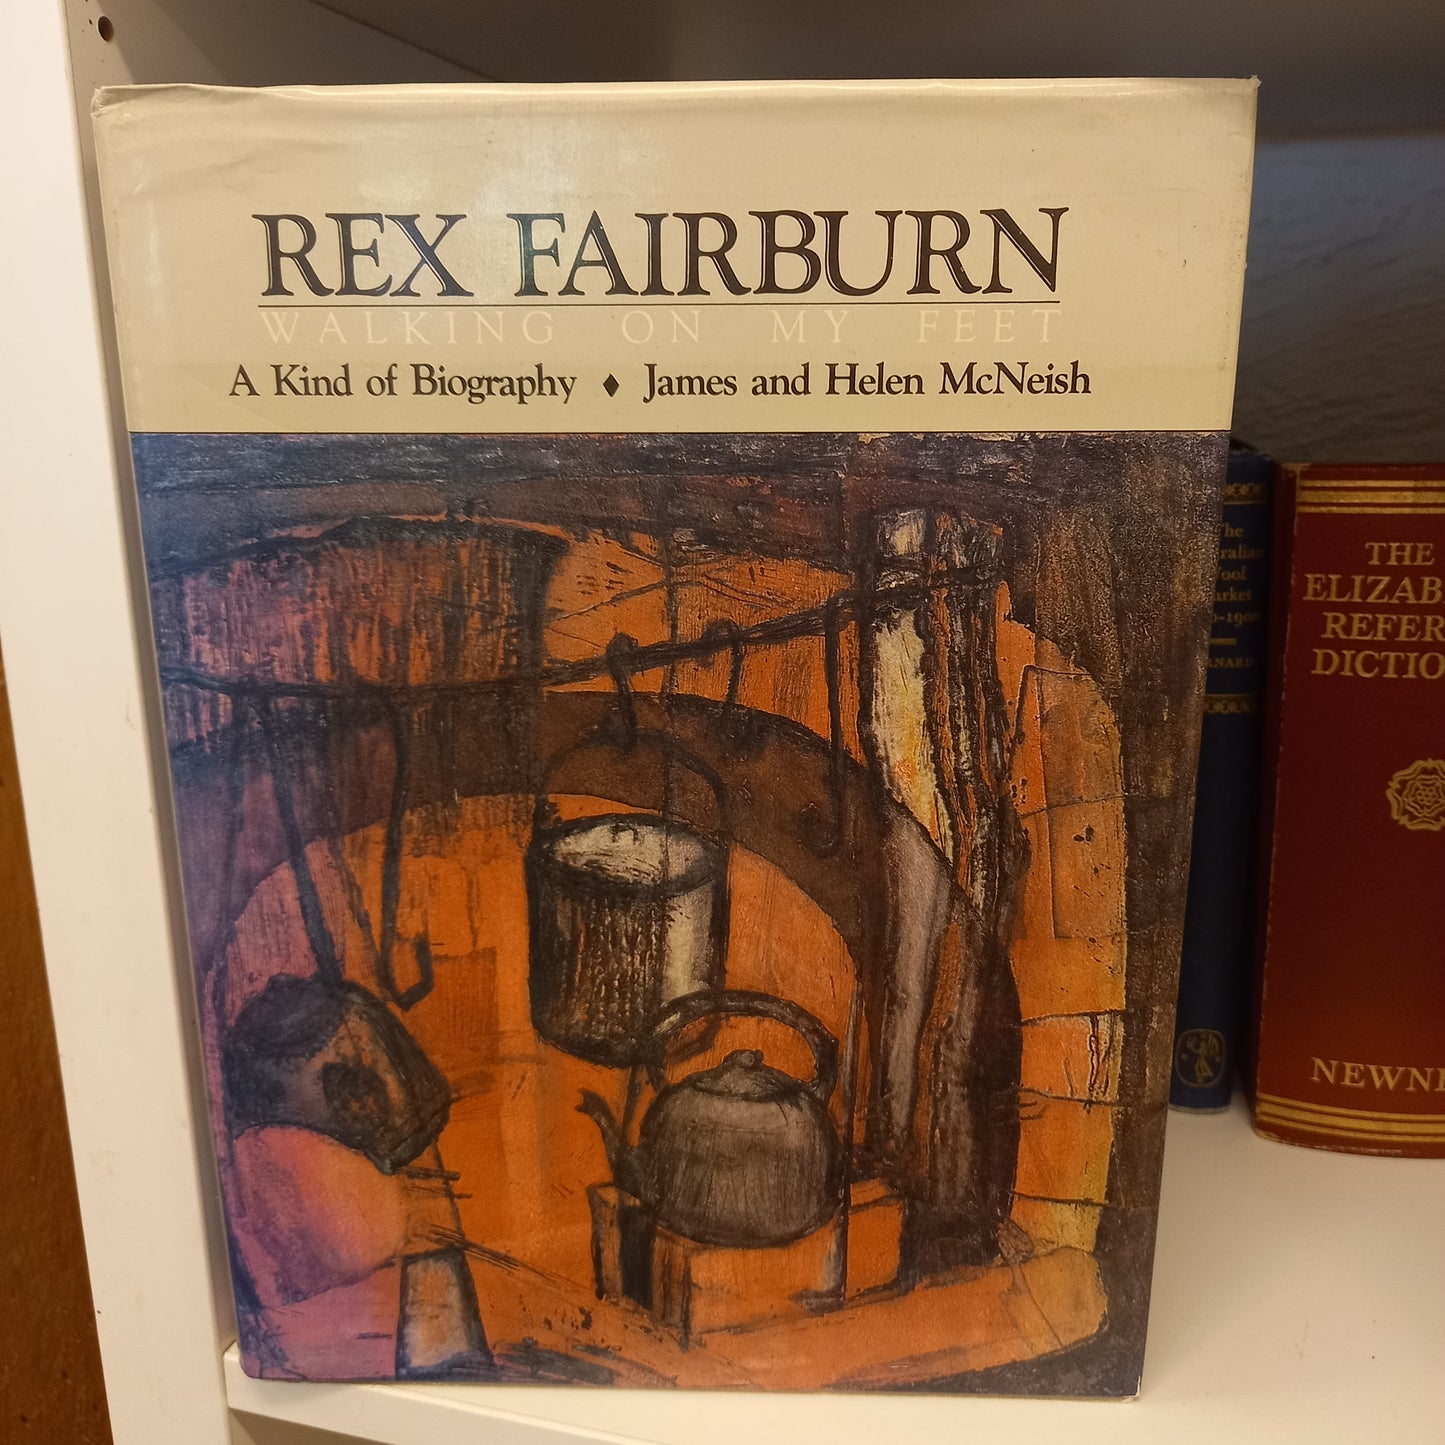 REX FAIRBURN
WALKING ON MY FEET
A Kind of Biography ♦ James and Helen McNeish
THE
ELIZAB
REFER
DICTIO
NEWN